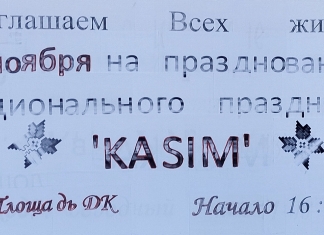 глашаем Всех жи
ноября на празднован
ционального праздн
'KASIM'
Площадь ДК Начало 16: